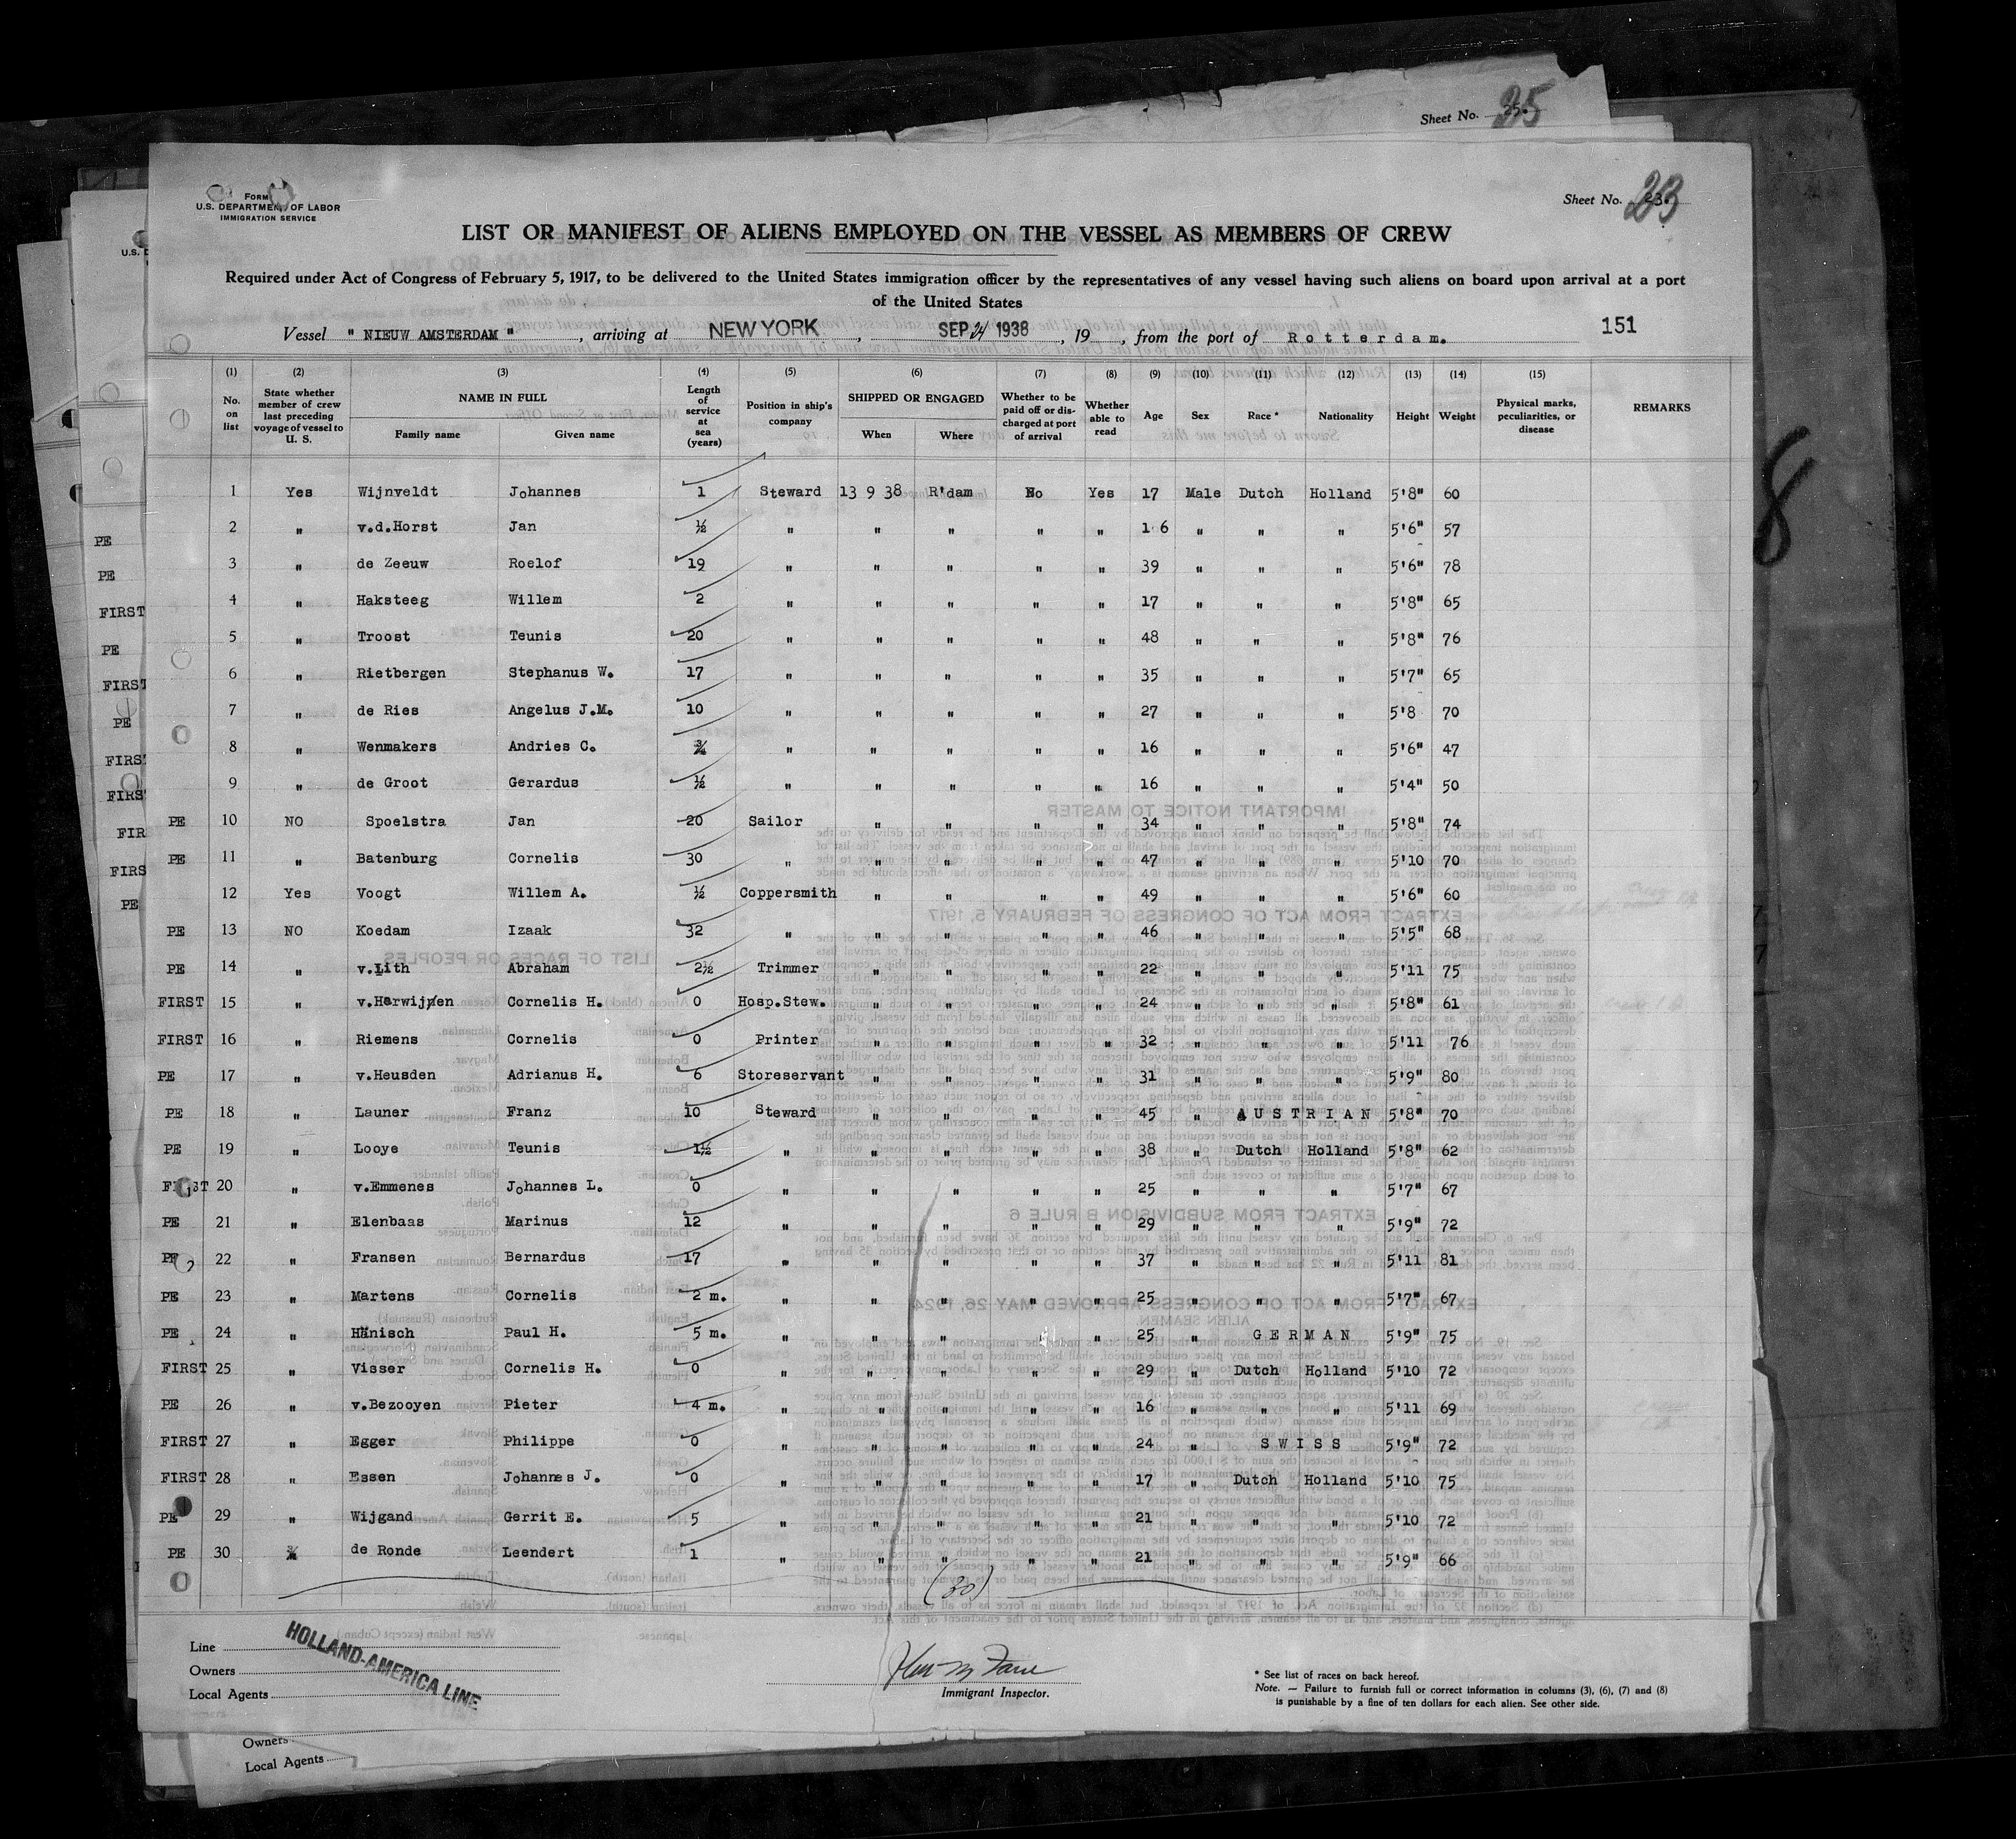 Sheet No. 25
Sheet No. 23.
FORM
U.S. DEPARTMENT OF LABOR
IMMIGRATION SERVICE
LIST OR MANIFEST OF ALIENS EMPLOYED ON THE VESSEL AS MEMBERS OF CREW
Required under Act of Congress of February 5, 1917, to be delivered to the United States immigration officer by the representatives of any vessel having such aliens on board upon arrival at a port
of the United States
Vessel " NIEUW AMSTERDAM ", arriving at NEW YORK, SEP 24 1938, 19, from the port of Rotterdam. 151
(1) (2) (3) (4) (5) (6) (7) (8) (9) (10) (11) (12) (13) (14) (15)
No. on list State whether member of crew last preceding voyage of vessel to U. S. NAME IN FULL Family name Given name Length of service at sea (years) Position in ship's company SHIPPED OR ENGAGED When Where Whether to be paid off or discharged at port of arrival Whether able to read Age Sex Race * Nationality Height Weight Physical marks, peculiarities, or disease REMARKS
1 Yes Wijnveldt Johannes 1 Steward 13 9 38 R'dam No Yes 17 Male Dutch Holland 5'8" 60
2 " v.d.Horst Jan ½ " " " " " 16 " " " 5'6" 57
3 " de Zeeuw Roelof 19 " " " " " 39 " " " 5'6" 78
4 " Haksteeg Willem 2 " " " " " 17 " " " 5'8" 65
5 " Troost Teunis 20 " " " " " 48 " " " 5'8" 76
6 " Rietbergen Stephanus W. 17 " " " " " 35 " " " 5'7" 65
7 " de Ries Angelus J.M. 10 " " " " " 27 " " " 5'8 70
8 " Wenmakers Andries C. ¾ " " " " " 16 " " " 5'6" 47
9 " de Groot Gerardus ½ " " " " " 16 " " " 5'4" 50
PE 10 NO Spoelstra Jan 20 Sailor " " " " 34 " " " 5'8" 74
PE 11 " Batenburg Cornelis 30 " " " " " 47 " " " 5'10 70
12 Yes Voogt Willem A. ½ Coppersmith " " " " 49 " " " 5'6" 60
PE 13 NO Koedam Izaak 32 " " " " " 46 " " " 5'5" 68
PE 14 " v.Lith Abraham 2½ Trimmer " " " " 22 " " " 5'11 75
FIRST 15 " v.Harwijnen Cornelis H. 0 Hosp.Stew. " " " " 24 " " " 5'8" 61
FIRST 16 " Riemens Cornelis 0 Printer " " " " 32 " " " 5'11 76
PE 17 " v.Heusden Adrianus H. 6 Storeservant " " " " 31 " " " 5'9" 80
PE 18 " Launer Franz 10 Steward " " " " 45 " AUSTRIAN 5'8" 70
PE 19 " Looye Teunis 1½ " " " " " 38 " Dutch Holland 5'8" 62
FIRST 20 " v.Emmenes Johannes L. 0 " " " " " 25 " " " 5'7" 67
PE 21 " Elenbaas Marinus 12 " " " " " 29 " " " 5'9" 72
PE 22 " Fransen Bernardus 17 " " " " " 37 " " " 5'11 81
PE 23 " Martens Cornelis 2 m. " " " " " 25 " " " 5'7" 67
PE 24 " Hänisch Paul H. 5 m. " " " " 25 " GERMAN 5'9" 75
FIRST 25 " Visser Cornelis H. 0 " " " " " 29 " Dutch Holland 5'10 72
PE 26 " v.Bezooyen Pieter 4 m. " " " " " 16 " " " 5'11 69
FIRST 27 " Egger Philippe 0 " " " " " 24 " SWISS 5'9" 72
FIRST 28 " Essen Johannes J. 0 " " " " " 17 " Dutch Holland 5'10 75
PE 29 " Wijgand Gerrit E. 5 " " " " " 21 " " " 5'10 72
PE 30 de Ronde Leendert 1 " " " " " 21 " " " 5'9" 66
(30)
Line
Owners
Local Agents
HOLLAND-AMERICA LINE
Immigrant Inspector.
* See list of races on back hereof.
Note. — Failure to furnish full or correct information in columns (3), (6), (7) and (8)
is punishable by a fine of ten dollars for each alien. See other side.
Owners
Local Agents